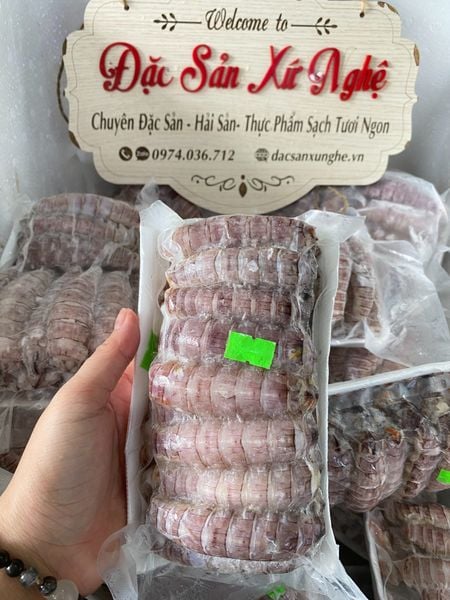 Welcome to
Đặc Sản Xứ Nghệ
Chuyên Đặc Sản - Hải Sản- Thực Phẩm Sạch Tươi Ngon
Zalo 0974.036.712 dacsanxunghe.vn